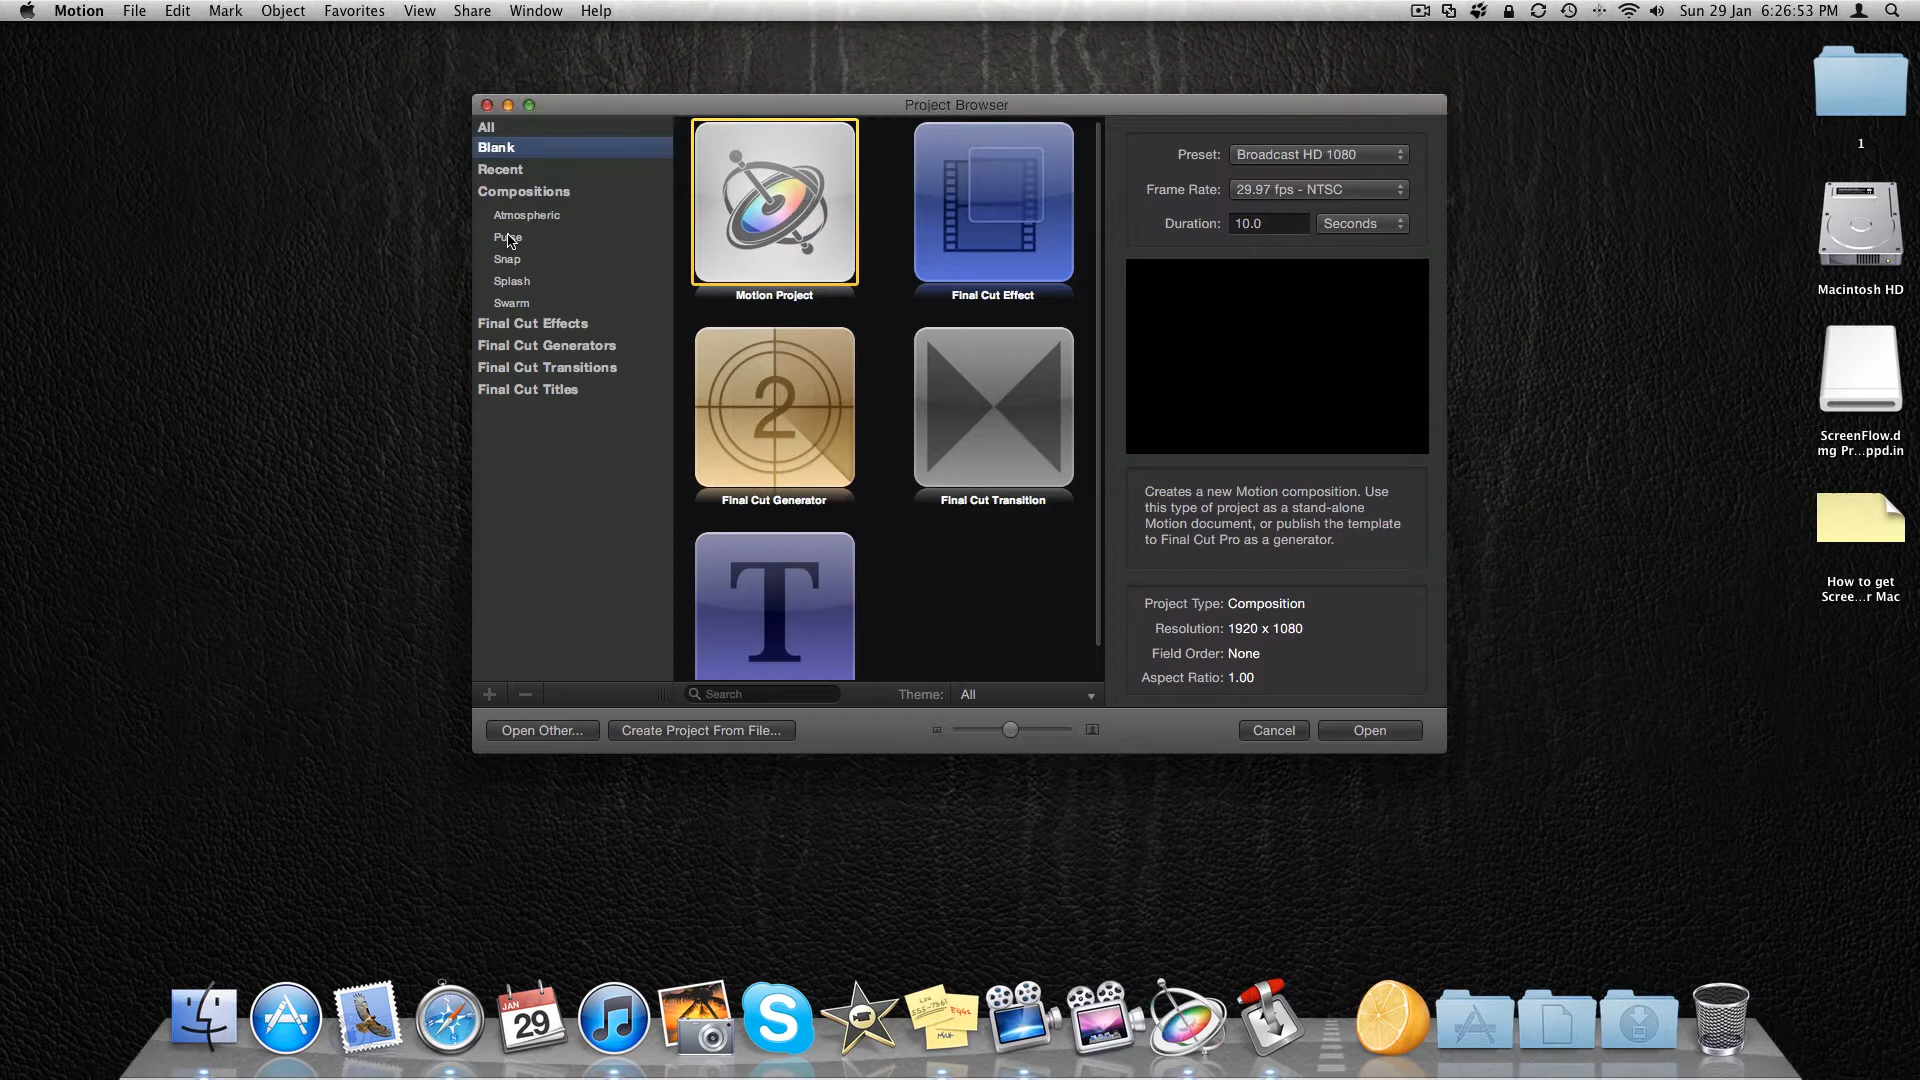 Motion File Edit Mark Object Favorites View Share Window Help
Sun 29 Jan 6:26:53 PM
Project Browser
All
Blank
Recent
Compositions
Atmospheric
Snap
Splash
Swarm
Final Cut Effects
Final Cut Generators
Final Cut Transitions
Final Cut Titles
Motion Project
Final Cut Effect
2
Final Cut Generator
Final Cut Transition
T
Search
Theme: All
Preset: Broadcast HD 1080
Frame Rate: 29.97 fps - NTSC
Duration: 10.0 Seconds
Creates a new Motion composition. Use
this type of project as a stand-alone
Motion document, or publish the template
to Final Cut Pro as a generator.
Project Type: Composition
Resolution: 1920 x 1080
Field Order: None
Aspect Ratio: 1.00
Open Other...
Create Project From File...
Cancel
Open
1
Macintosh HD
ScreenFlow.d
mg Pr...ppd.in
How to get
Scree...r Mac
JAN
29
S